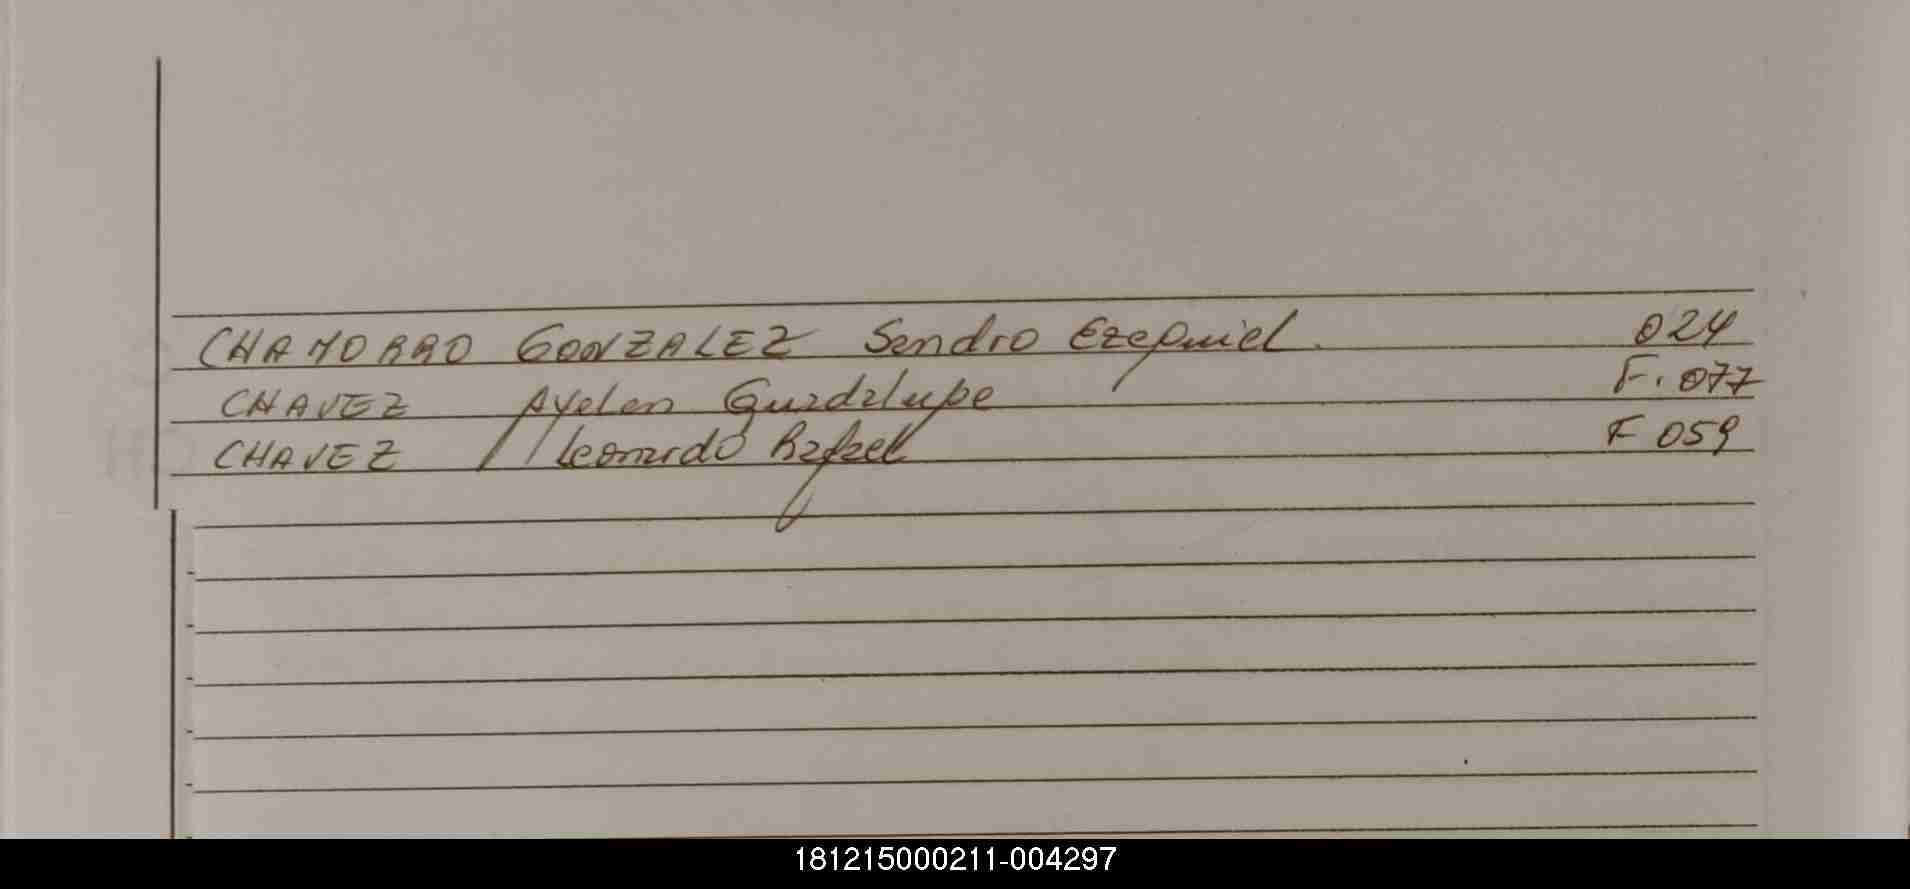 CHAMORRO GONZALEZ Sandro Ezequiel. 024
CHAVEZ Ayelen Guadalupe F. 077
CHAVEZ Leonardo Rafael F 059
181215000211-004297